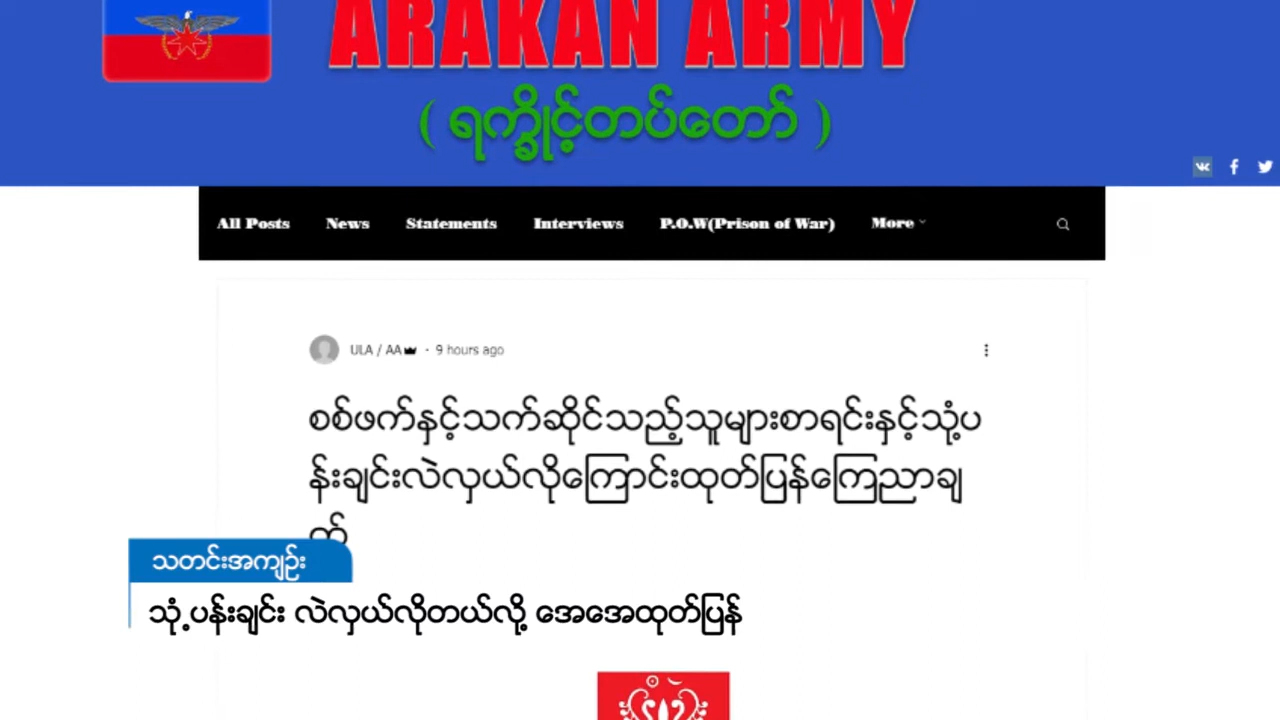 ARAKAN ARMY
( ရက္ခိုင့်တပ်တော် )
All Posts News Statements Interviews P.O.W(Prison of War) More
ULA / AA · 9 hours ago
စစ်ဖက်နှင့်သက်ဆိုင်သည့်သူများစာရင်းနှင့်သုံ့ပ
န်းချင်းလဲလှယ်လိုကြောင်းထုတ်ပြန်ကြေညာချ
က်
သတင်းအကျဉ်း
သုံ့ပန်းချင်း လဲလှယ်လိုတယ်လို့ အေအေထုတ်ပြန်